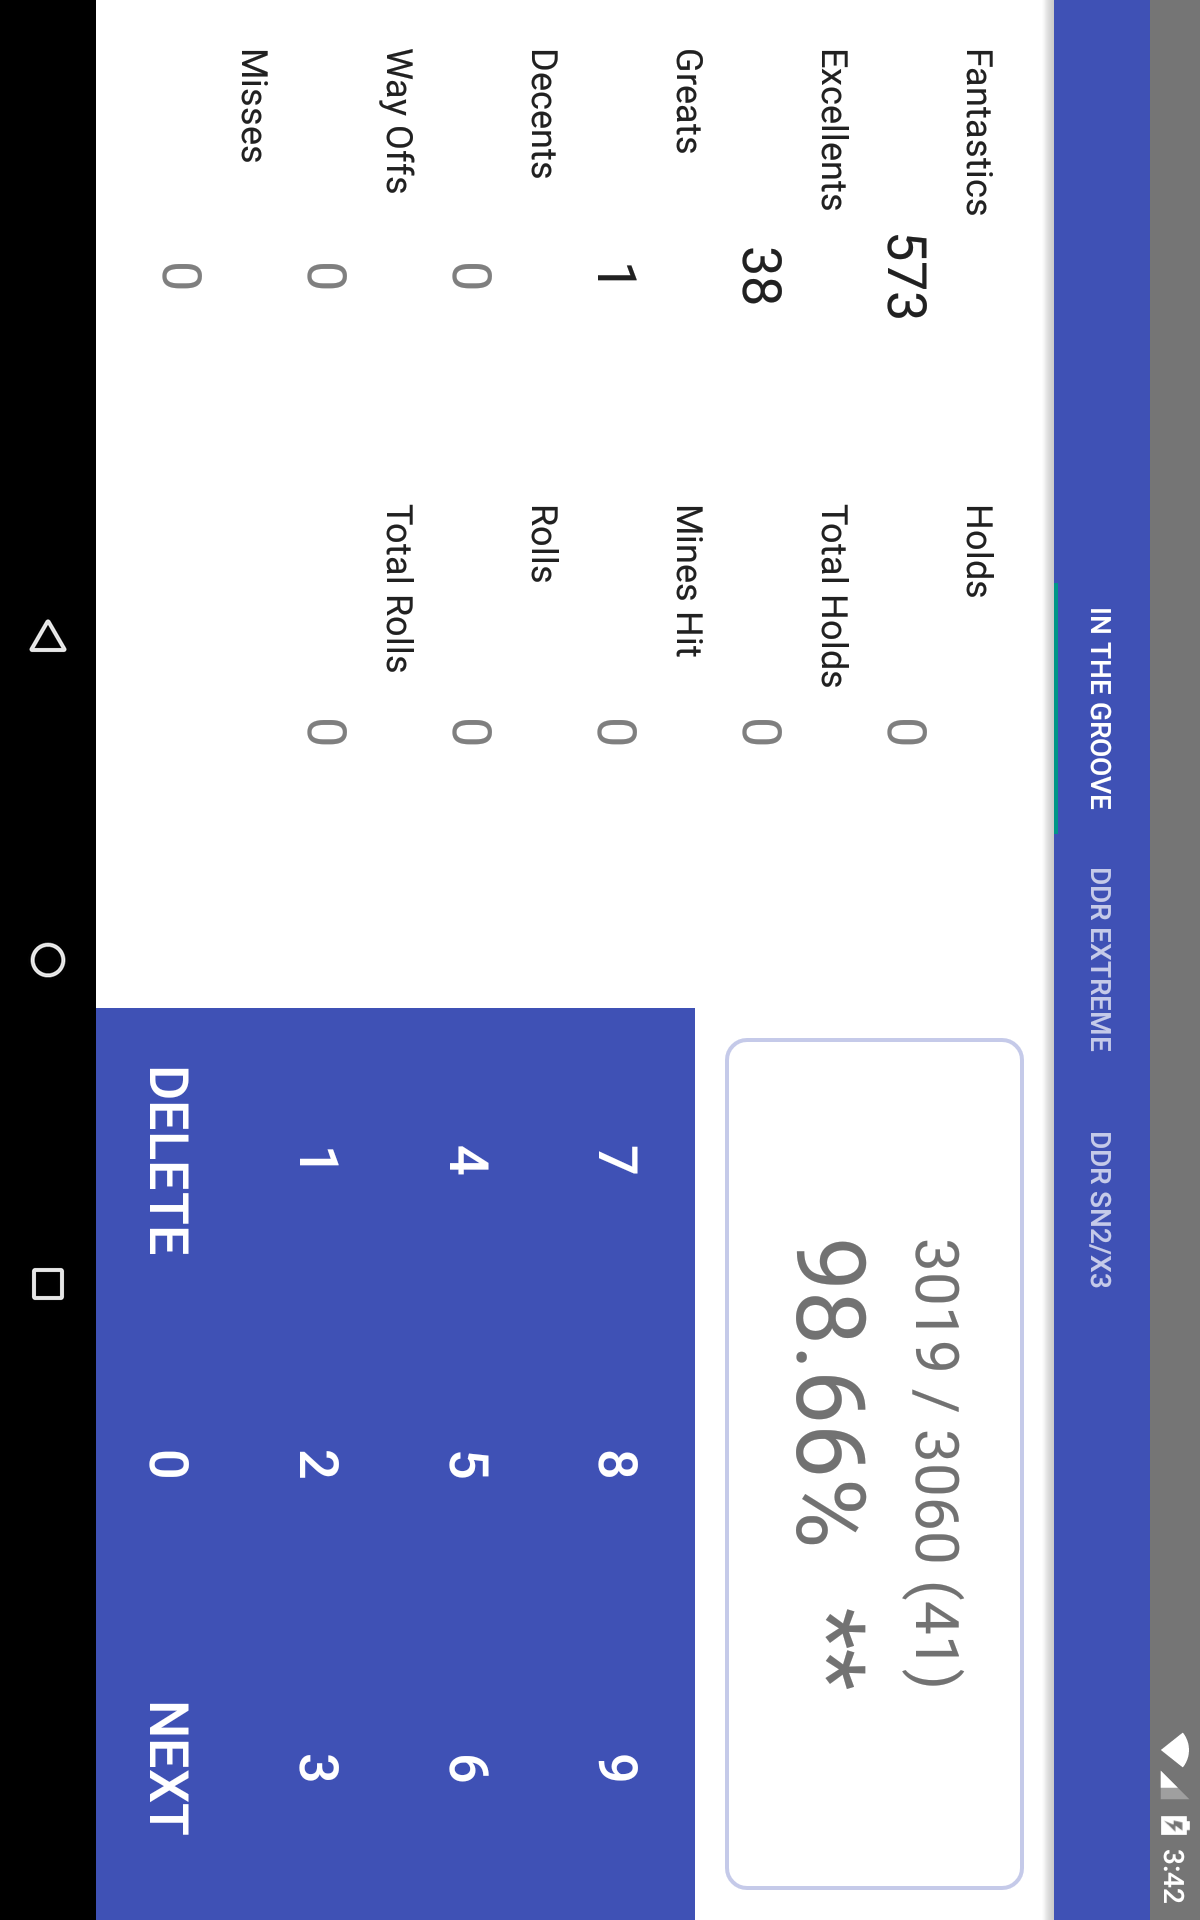 3:42
IN THE GROOVE DDR EXTREME DDR SN2/X3
Fantastics
573
Excellents
38
Greats
1
Decents
0
Way Offs
0
Misses
0
Holds
0
Total Holds
0
Mines Hit
0
Rolls
0
Total Rolls
0
3019 / 3060 (41)
98.66% **
7 8 9
4 5 6
1 2 3
DELETE 0 NEXT